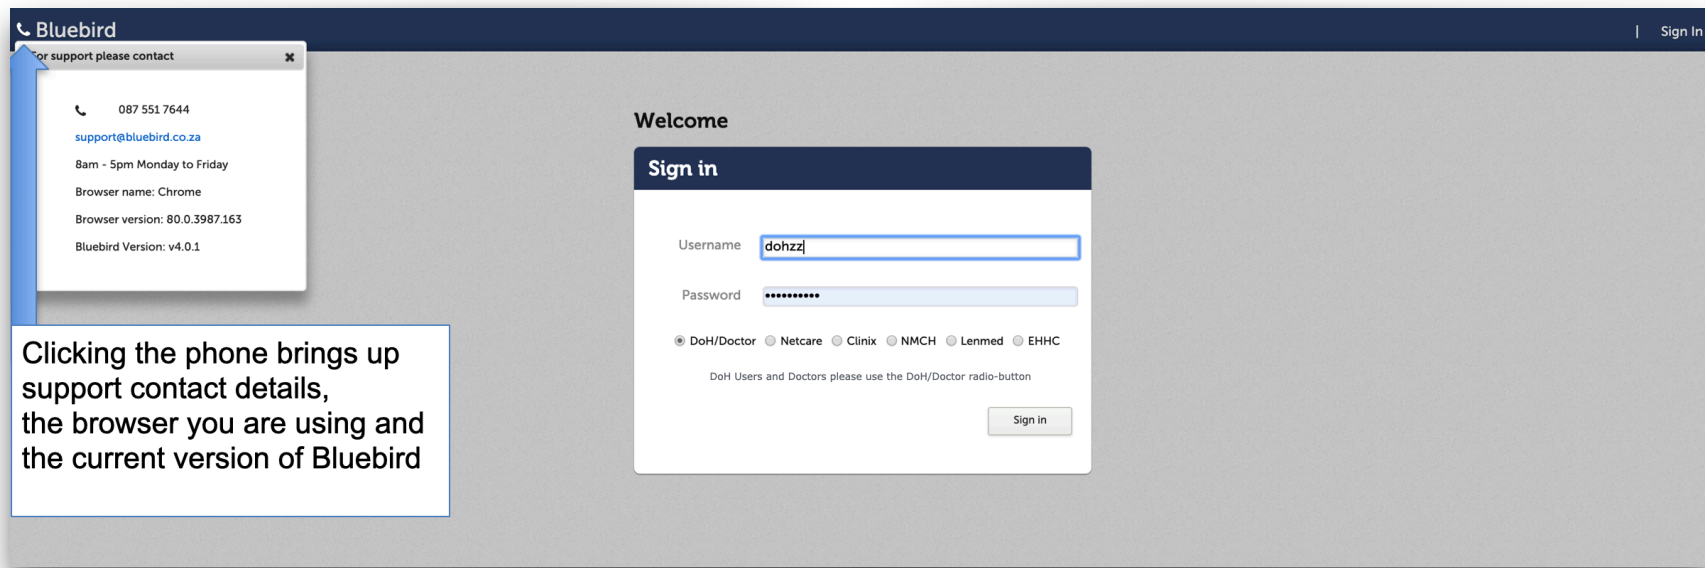 Bluebird
| Sign In
For support please contact
087 551 7644
support@bluebird.co.za
8am - 5pm Monday to Friday
Browser name: Chrome
Browser version: 80.0.3987.163
Bluebird Version: v4.0.1
Clicking the phone brings up
support contact details,
the browser you are using and
the current version of Bluebird
Welcome
Sign in
Username dohzz
Password ••••••••••
DoH/Doctor Netcare Clinix NMCH Lenmed EHHC
DoH Users and Doctors please use the DoH/Doctor radio-button
Sign in